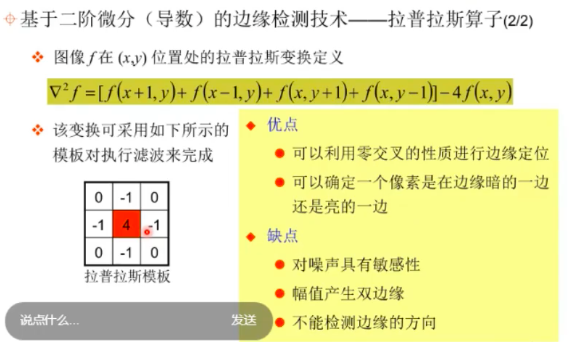 基于二阶微分（导数）的边缘检测技术——拉普拉斯算子(2/2)
图像f在(x,y)位置处的拉普拉斯变换定义
∇²f=[f(x+1,y)+f(x−1,y)+f(x,y+1)+f(x,y−1)]−4f(x,y)
该变换可采用如下所示的
模板对执行滤波来完成
0 -1 0
-1 4 -1
0 -1 0
拉普拉斯模板
优点
可以利用零交叉的性质进行边缘定位
可以确定一个像素是在边缘暗的一边
还是亮的一边
缺点
对噪声具有敏感性
幅值产生双边缘
不能检测边缘的方向
说点什么... 发送